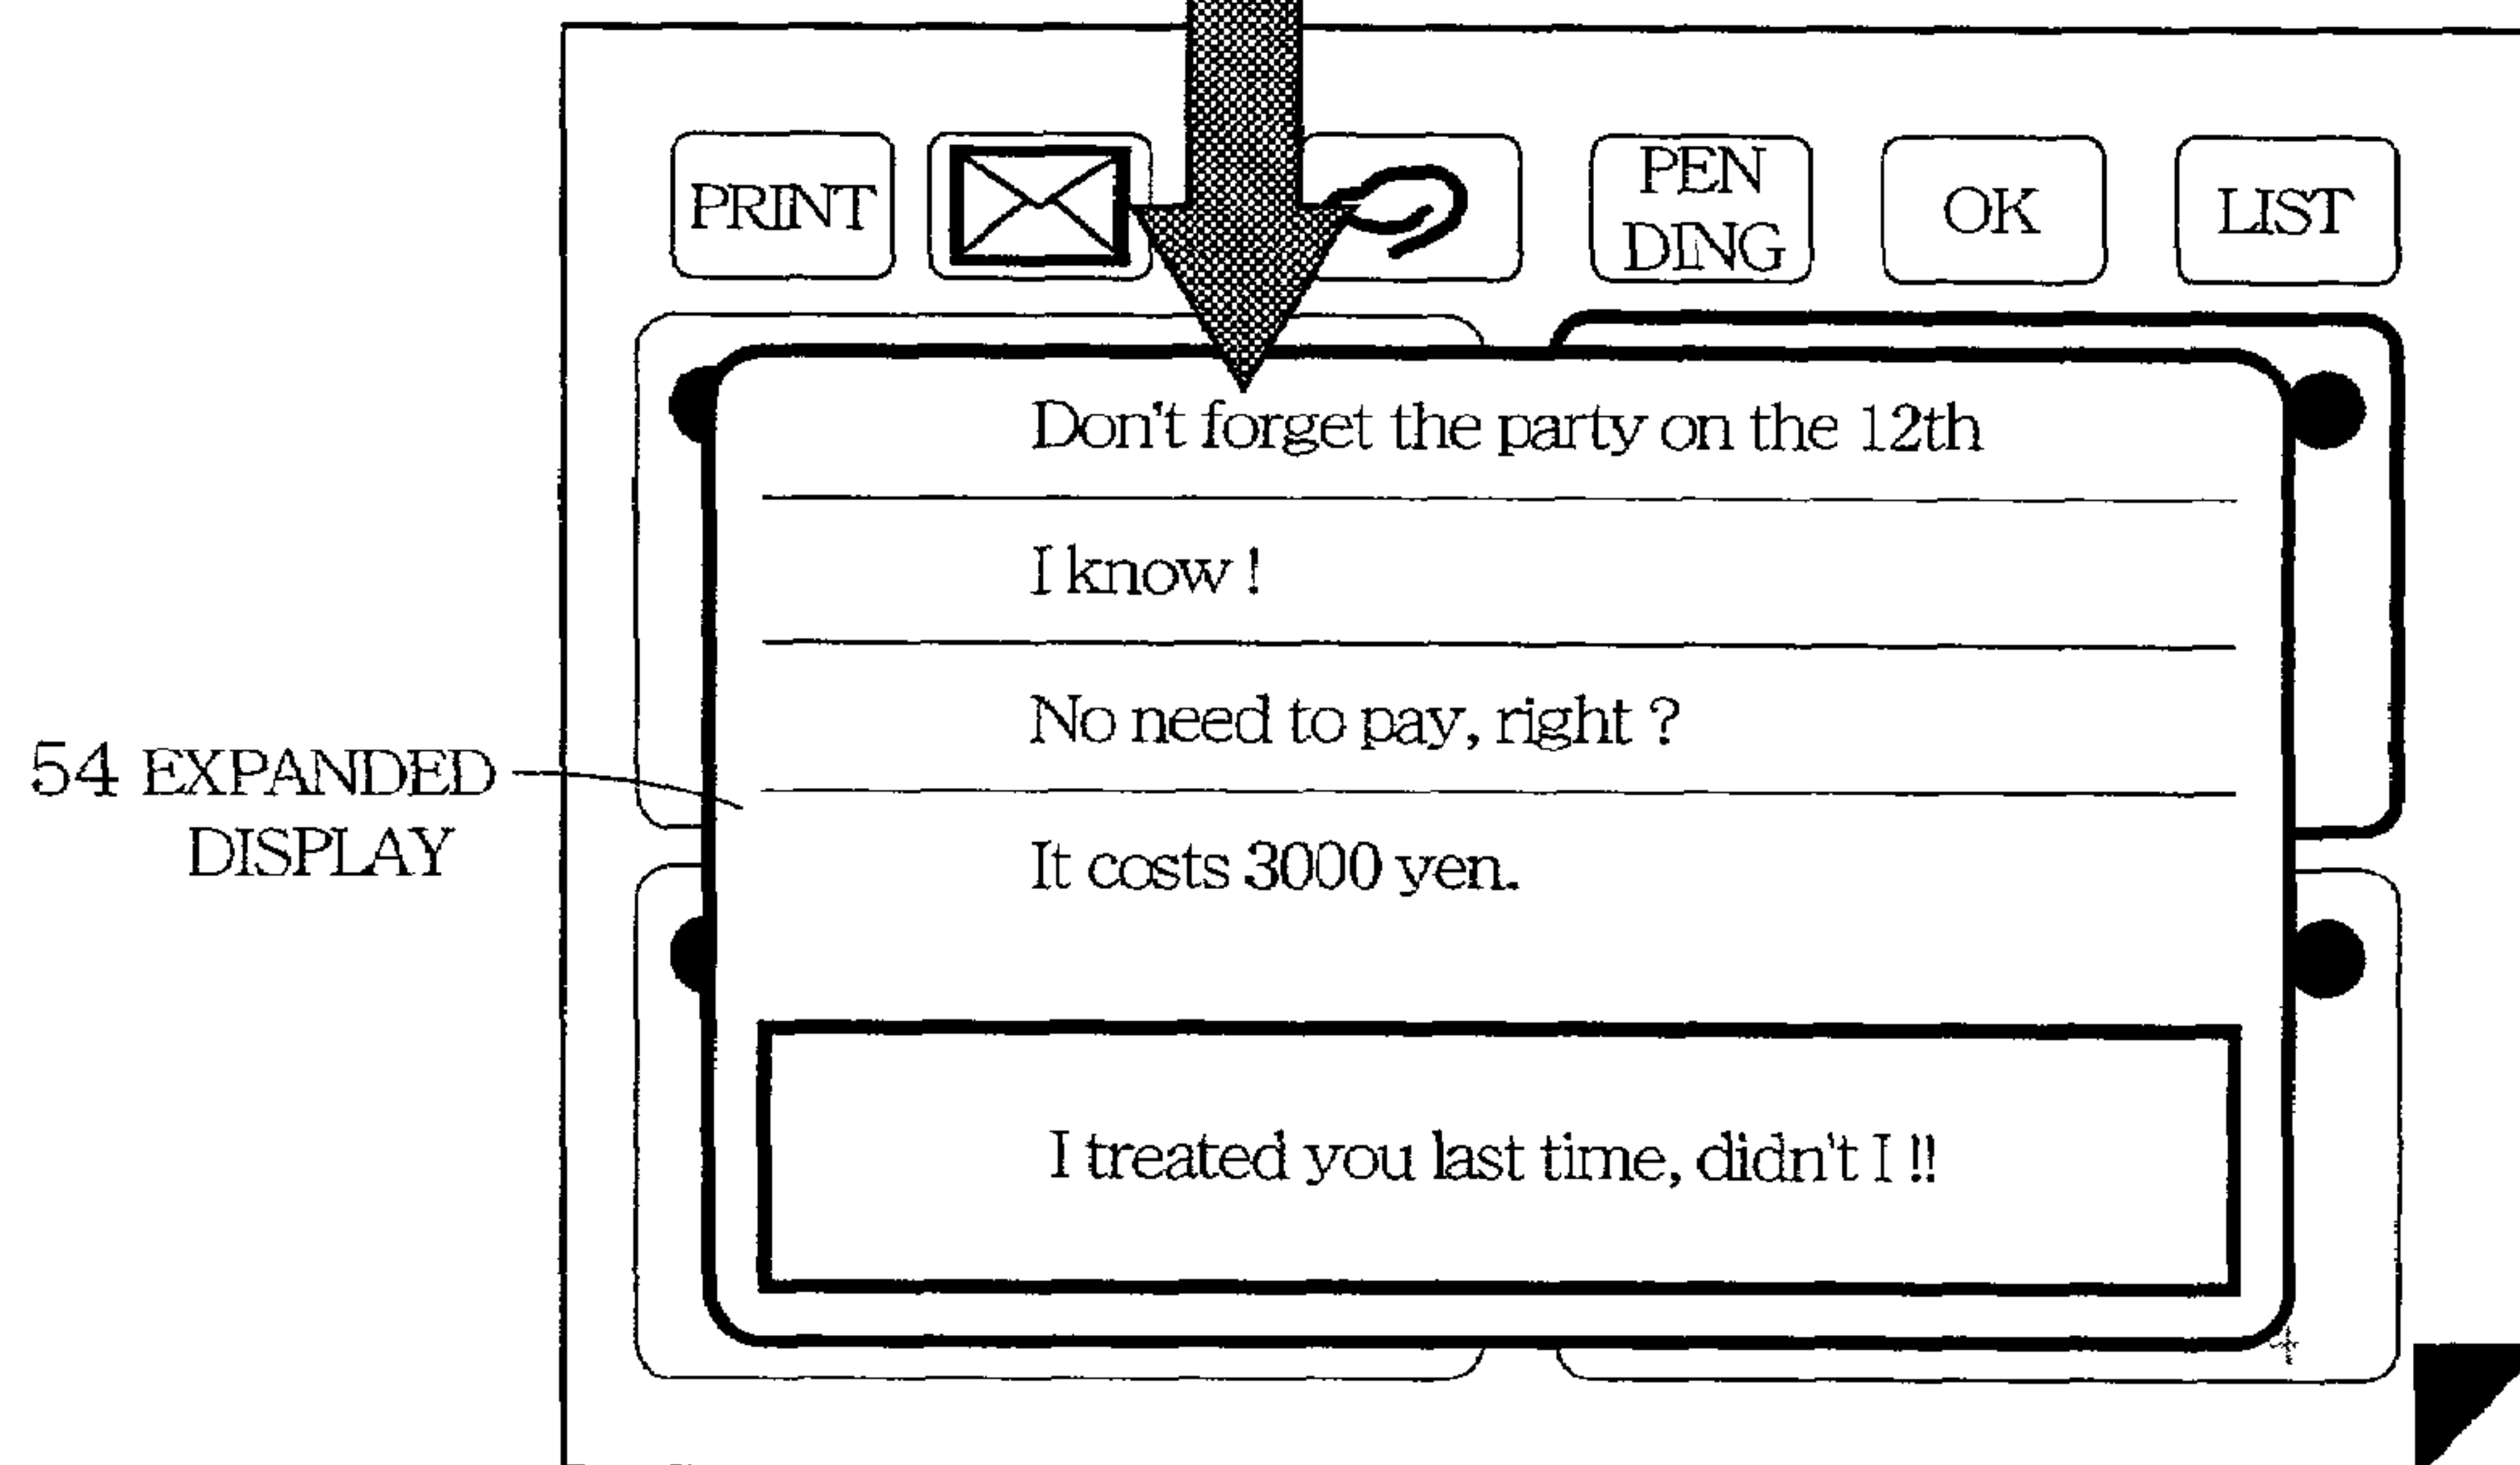 PRINT
PEN
DING
OK
LIST
Don't forget the party on the 12th
I know !
No need to pay, right ?
54 EXPANDED
DISPLAY
It costs 3000 yen.
I treated you last time, didn't I !!